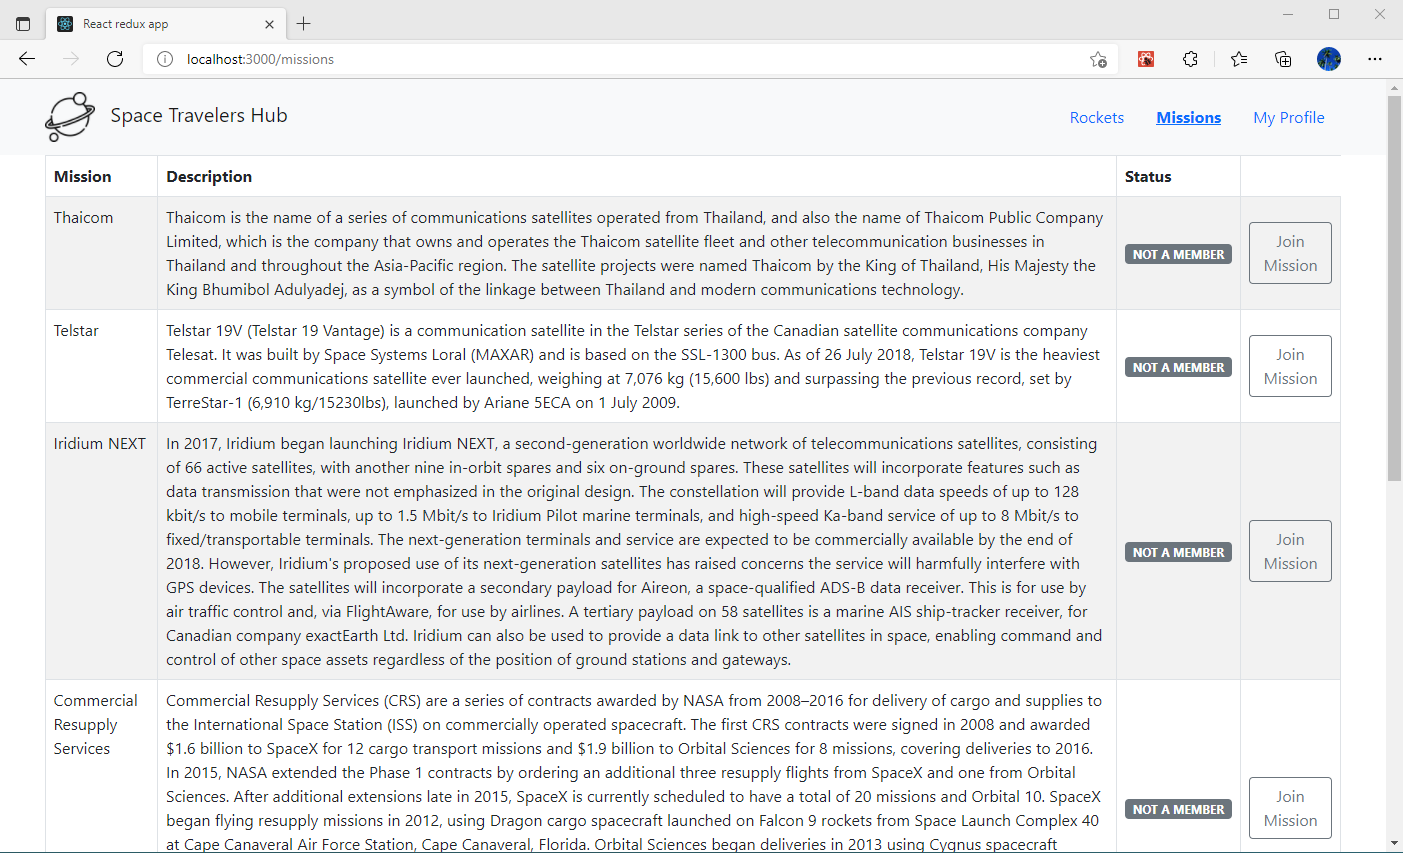 React redux app
localhost:3000/missions
Space Travelers Hub
Rockets
Missions
My Profile
Mission
Description
Status
Thaicom
Thaicom is the name of a series of communications satellites operated from Thailand, and also the name of Thaicom Public Company
Limited, which is the company that owns and operates the Thaicom satellite fleet and other telecommunication businesses in
Thailand and throughout the Asia-Pacific region. The satellite projects were named Thaicom by the King of Thailand, His Majesty the
King Bhumibol Adulyadej, as a symbol of the linkage between Thailand and modern communications technology.
NOT A MEMBER
Join
Mission
Telstar
Telstar 19V (Telstar 19 Vantage) is a communication satellite in the Telstar series of the Canadian satellite communications company
Telesat. It was built by Space Systems Loral (MAXAR) and is based on the SSL-1300 bus. As of 26 July 2018, Telstar 19V is the heaviest
commercial communications satellite ever launched, weighing at 7,076 kg (15,600 lbs) and surpassing the previous record, set by
TerreStar-1 (6,910 kg/15230lbs), launched by Ariane 5ECA on 1 July 2009.
NOT A MEMBER
Join
Mission
Iridium NEXT
In 2017, Iridium began launching Iridium NEXT, a second-generation worldwide network of telecommunications satellites, consisting
of 66 active satellites, with another nine in-orbit spares and six on-ground spares. These satellites will incorporate features such as
data transmission that were not emphasized in the original design. The constellation will provide L-band data speeds of up to 128
kbit/s to mobile terminals, up to 1.5 Mbit/s to Iridium Pilot marine terminals, and high-speed Ka-band service of up to 8 Mbit/s to
fixed/transportable terminals. The next-generation terminals and service are expected to be commercially available by the end of
2018. However, Iridium's proposed use of its next-generation satellites has raised concerns the service will harmfully interfere with
GPS devices. The satellites will incorporate a secondary payload for Aireon, a space-qualified ADS-B data receiver. This is for use by
air traffic control and, via FlightAware, for use by airlines. A tertiary payload on 58 satellites is a marine AIS ship-tracker receiver, for
Canadian company exactEarth Ltd. Iridium can also be used to provide a data link to other satellites in space, enabling command and
control of other space assets regardless of the position of ground stations and gateways.
NOT A MEMBER
Join
Mission
Commercial
Resupply
Services
Commercial Resupply Services (CRS) are a series of contracts awarded by NASA from 2008–2016 for delivery of cargo and supplies to
the International Space Station (ISS) on commercially operated spacecraft. The first CRS contracts were signed in 2008 and awarded
$1.6 billion to SpaceX for 12 cargo transport missions and $1.9 billion to Orbital Sciences for 8 missions, covering deliveries to 2016.
In 2015, NASA extended the Phase 1 contracts by ordering an additional three resupply flights from SpaceX and one from Orbital
Sciences. After additional extensions late in 2015, SpaceX is currently scheduled to have a total of 20 missions and Orbital 10. SpaceX
began flying resupply missions in 2012, using Dragon cargo spacecraft launched on Falcon 9 rockets from Space Launch Complex 40
at Cape Canaveral Air Force Station, Cape Canaveral, Florida. Orbital Sciences began deliveries in 2013 using Cygnus spacecraft
NOT A MEMBER
Join
Mission